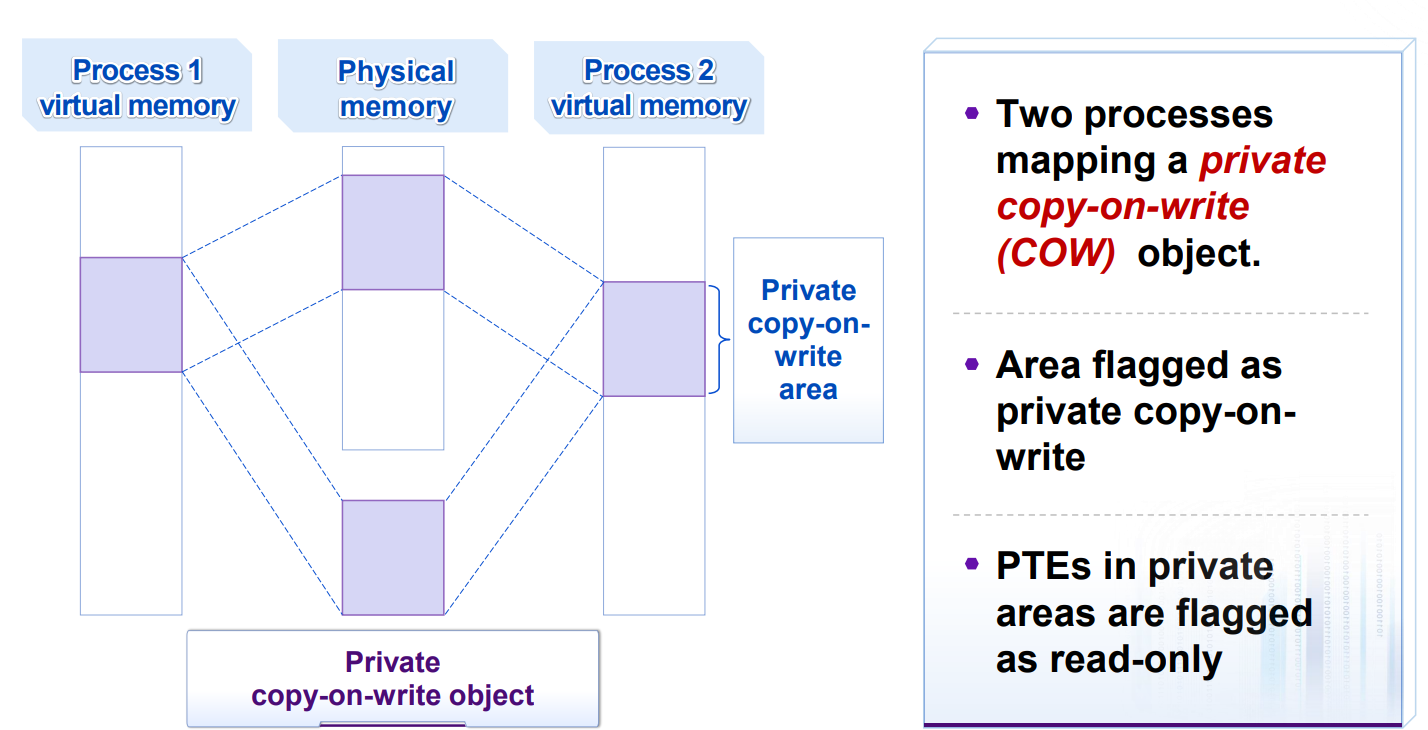 Process 1
virtual memory
Physical
memory
Process 2
virtual memory
Private
copy-on-
write
area
Private
copy-on-write object
Two processes
mapping a private
copy-on-write
(COW) object.
Area flagged as
private copy-on-
write
PTEs in private
areas are flagged
as read-only